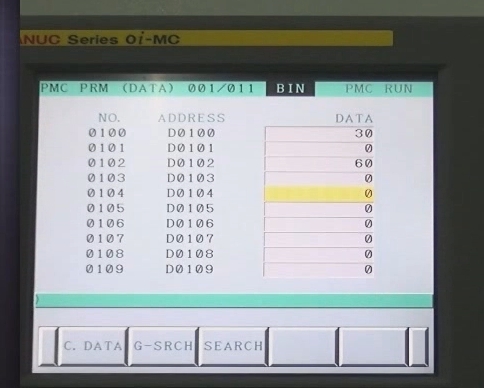 ANUC Series 0i-MC
PMC PRM (DATA) 001/011 BIN PMC RUN
NO. ADDRESS DATA
0100 D0100 30
0101 D0101 0
0102 D0102 60
0103 D0103 0
0104 D0104 0
0105 D0105 0
0106 D0106 0
0107 D0107 0
0108 D0108 0
0109 D0109 0
)
C. DATA G-SRCH SEARCH